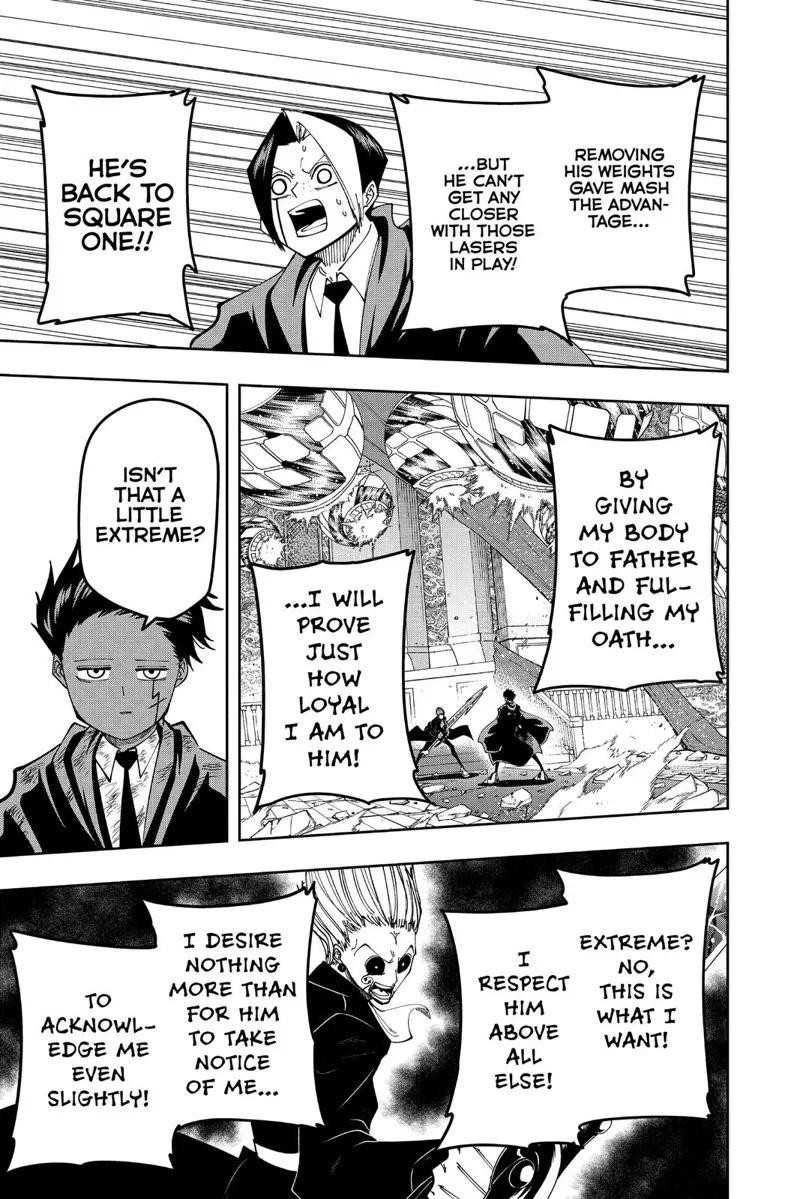 REMOVING
HIS WEIGHTS
GAVE MASH
THE ADVAN-
TAGE...
...BUT
HE CAN'T
GET ANY
CLOSER
WITH THOSE
LASERS
IN PLAY!
HE'S
BACK TO
SQUARE
ONE!!
BY
GIVING
MY BODY
TO FATHER
AND FUL-
FILLING MY
OATH...
...I WILL
PROVE
JUST
HOW
LOYAL
I AM TO
HIM!
ISN'T
THAT A
LITTLE
EXTREME?
EXTREME?
NO,
THIS IS
WHAT I
WANT!
I
RESPECT
HIM
ABOVE
ALL
ELSE!
I DESIRE
NOTHING
MORE THAN
FOR HIM
TO TAKE
NOTICE
OF ME...
TO
ACKNOWL-
EDGE ME
EVEN
SLIGHTLY!